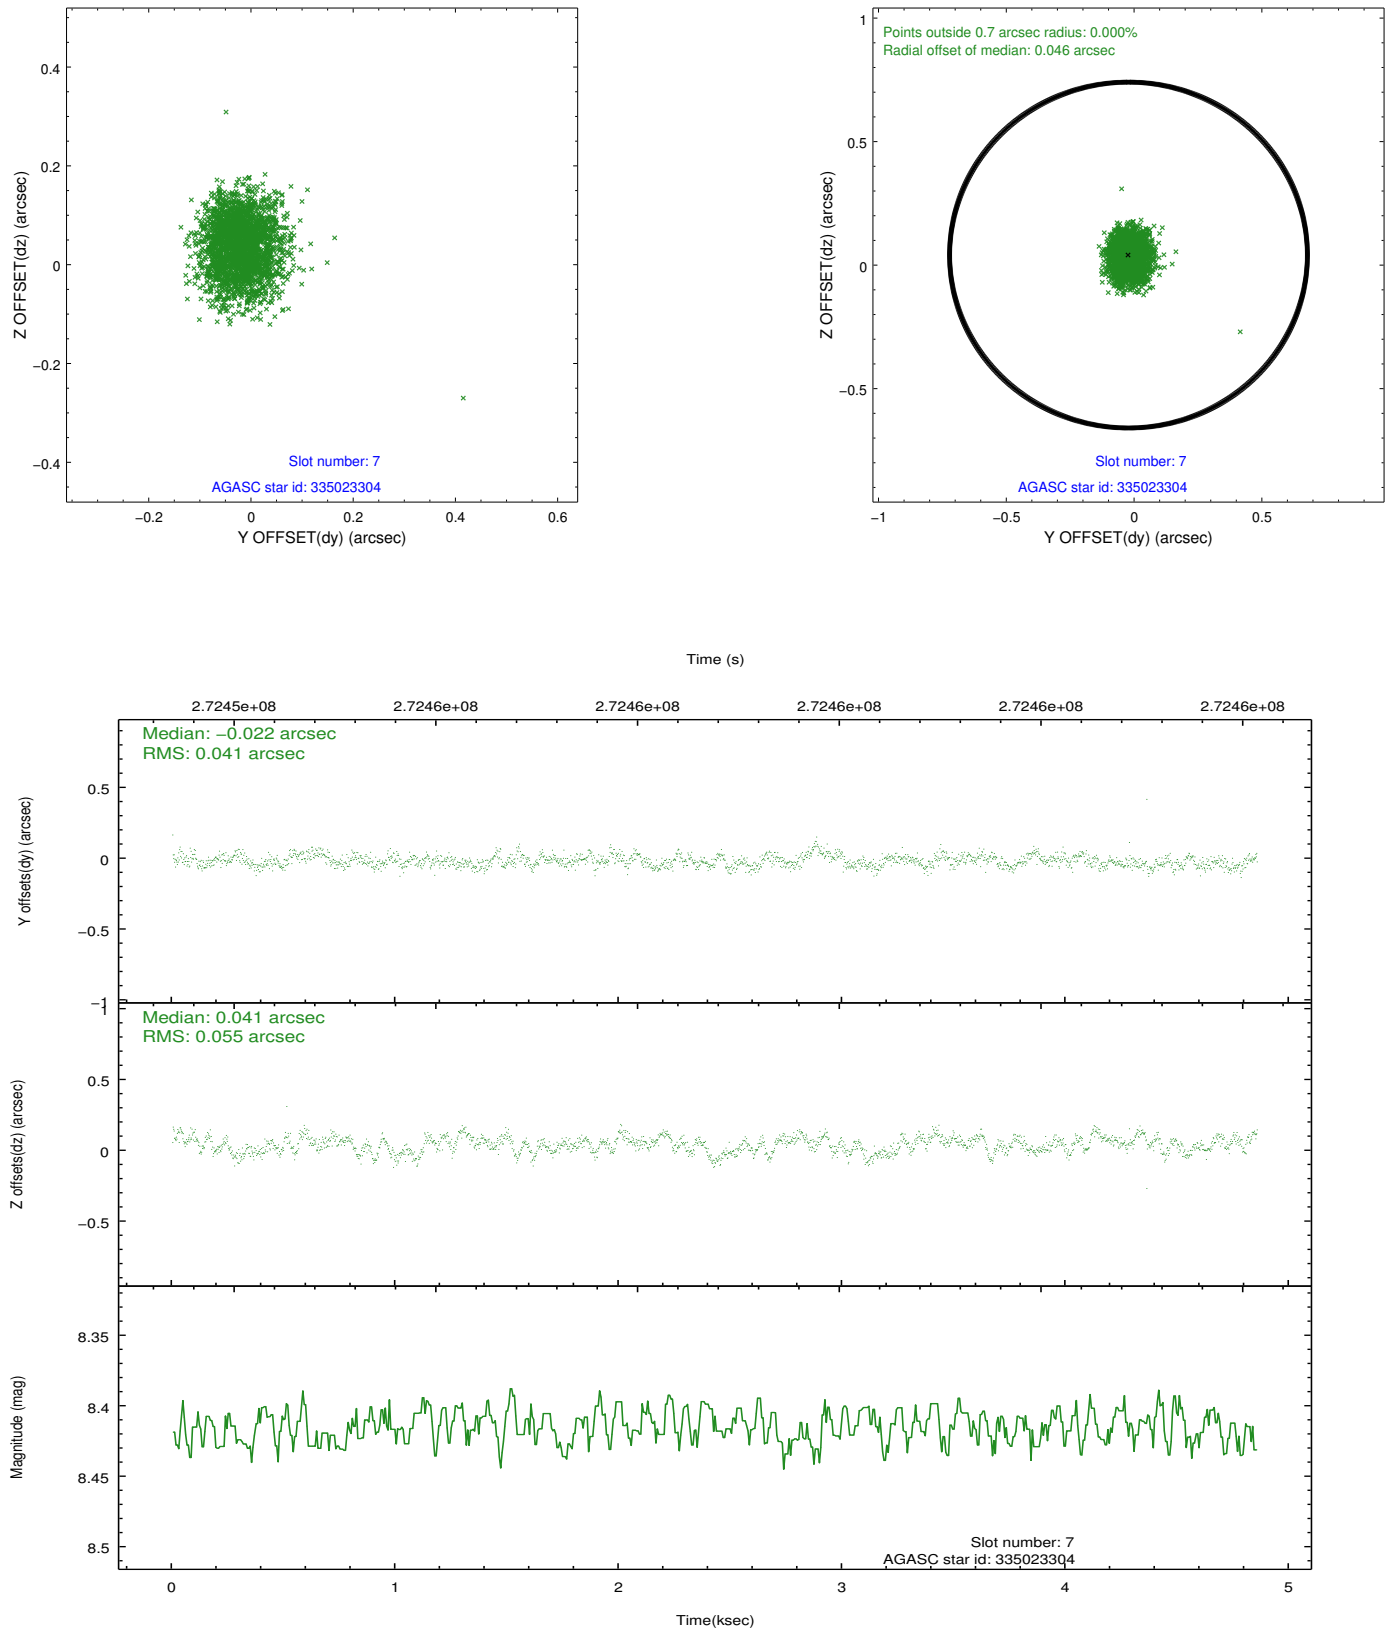 0.4
0.2
0
−0.2
−0.4
Z OFFSET(dz) (arcsec)
Slot number: 7
AGASC star id: 335023304
−0.2 0 0.2 0.4 0.6
Y OFFSET(dy) (arcsec)
Points outside 0.7 arcsec radius: 0.000%
Radial offset of median: 0.046 arcsec
1
0.5
0
−0.5
Z OFFSET(dz) (arcsec)
Slot number: 7
AGASC star id: 335023304
−1 −0.5 0 0.5
Y OFFSET(dy) (arcsec)
Time (s)
2.7245e+08 2.7246e+08 2.7246e+08 2.7246e+08 2.7246e+08 2.7246e+08
Median: −0.022 arcsec
RMS: 0.041 arcsec
0.5
0
−0.5
−1
Y offsets(dy) (arcsec)
1
Median: 0.041 arcsec
RMS: 0.055 arcsec
0.5
0
−0.5
Z offsets(dz) (arcsec)
8.35
8.4
8.45
8.5
Magnitude (mag)
Slot number: 7
AGASC star id: 335023304
0 1 2 3 4 5
Time(ksec)